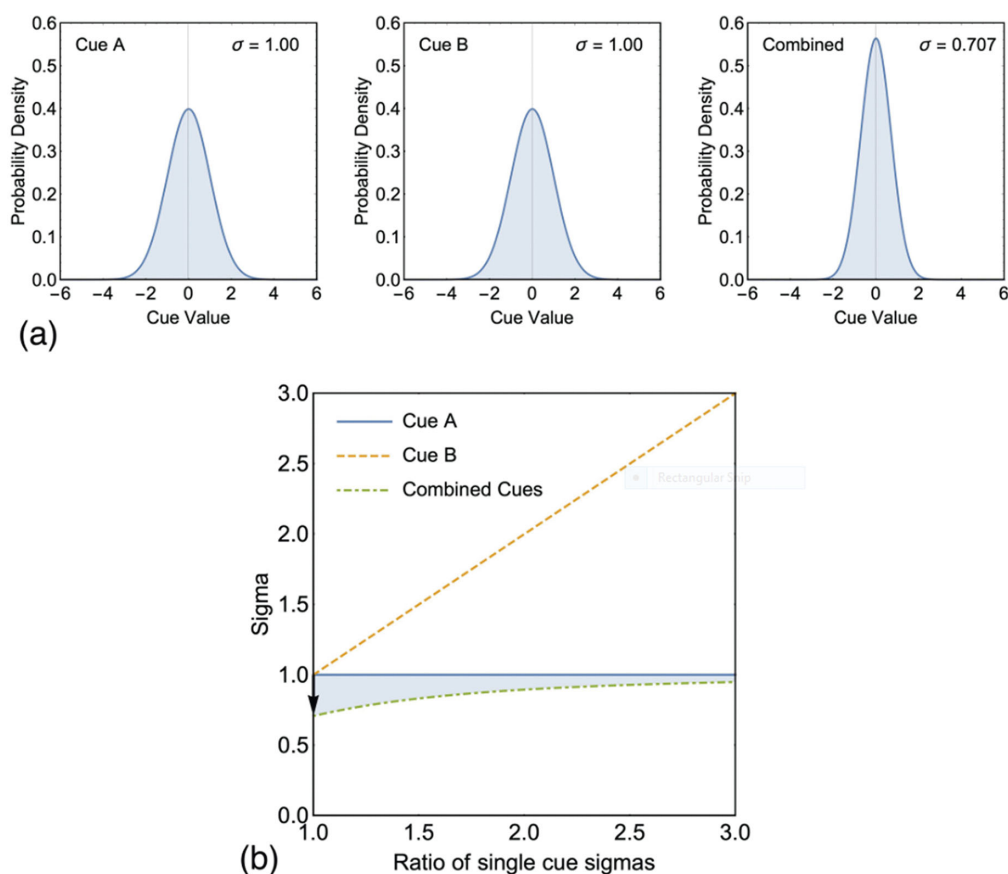 Cue A σ = 1.00
Probability Density
0.6
0.5
0.4
0.3
0.2
0.1
0.0
−6 −4 −2 0 2 4 6
Cue Value
Cue B σ = 1.00
Probability Density
0.6
0.5
0.4
0.3
0.2
0.1
0.0
−6 −4 −2 0 2 4 6
Cue Value
Combined σ = 0.707
Probability Density
0.6
0.5
0.4
0.3
0.2
0.1
0.0
−6 −4 −2 0 2 4 6
Cue Value
(a)
Cue A
Cue B
Combined Cues
Rectangular Snip
Sigma
3.0
2.5
2.0
1.5
1.0
0.5
0.0
1.0 1.5 2.0 2.5 3.0
Ratio of single cue sigmas
(b)